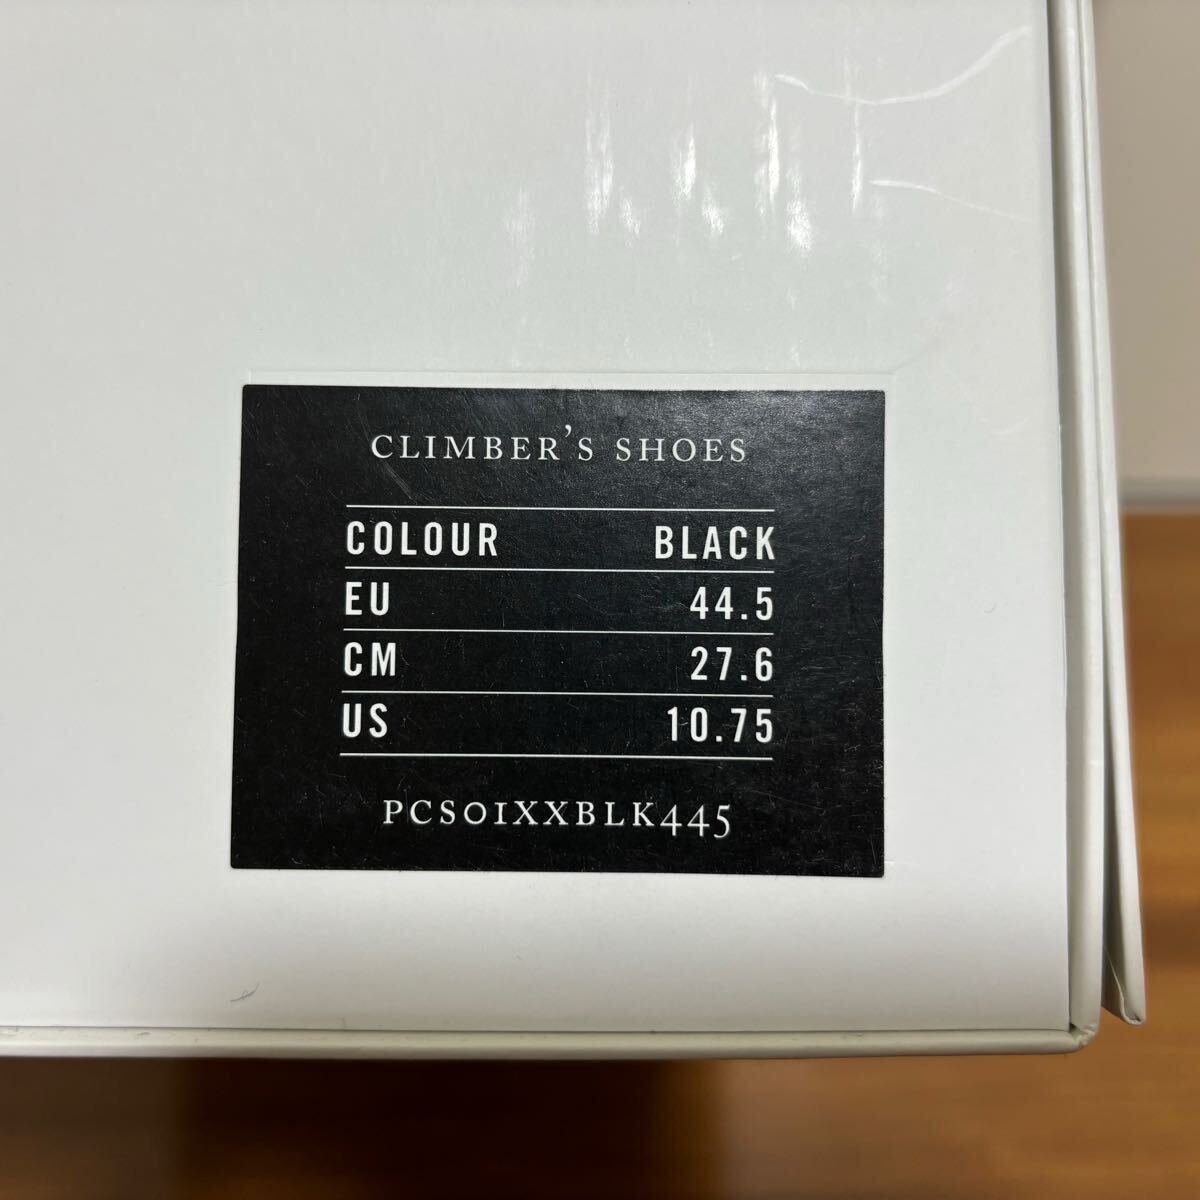 CLIMBER'S SHOES
COLOUR BLACK
EU 44.5
CM 27.6
US 10.75
PCS01XXBLK445